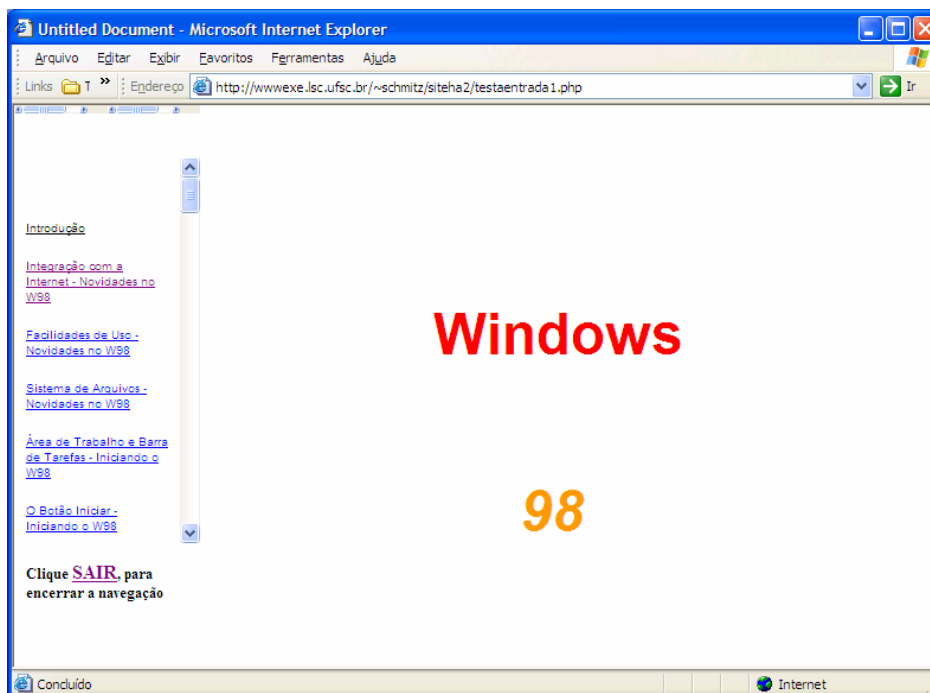 Untitled Document - Microsoft Internet Explorer
Arquivo Editar Exibir Favoritos Ferramentas Ajuda
Links T » Endereço http://wwwexe.lsc.ufsc.br/~schmitz/siteha2/testaentrada1.php Ir
Introdução
Integração com a
Internet - Novidades no
W98
Facilidades de Uso -
Novidades no W98
Sistema de Arquivos -
Novidades no W98
Área de Trabalho e Barra
de Tarefas - Iniciando o
W98
O Botão Iniciar -
Iniciando o W98
Clique SAIR, para
encerrar a navegação
Windows
98
Concluído
Internet